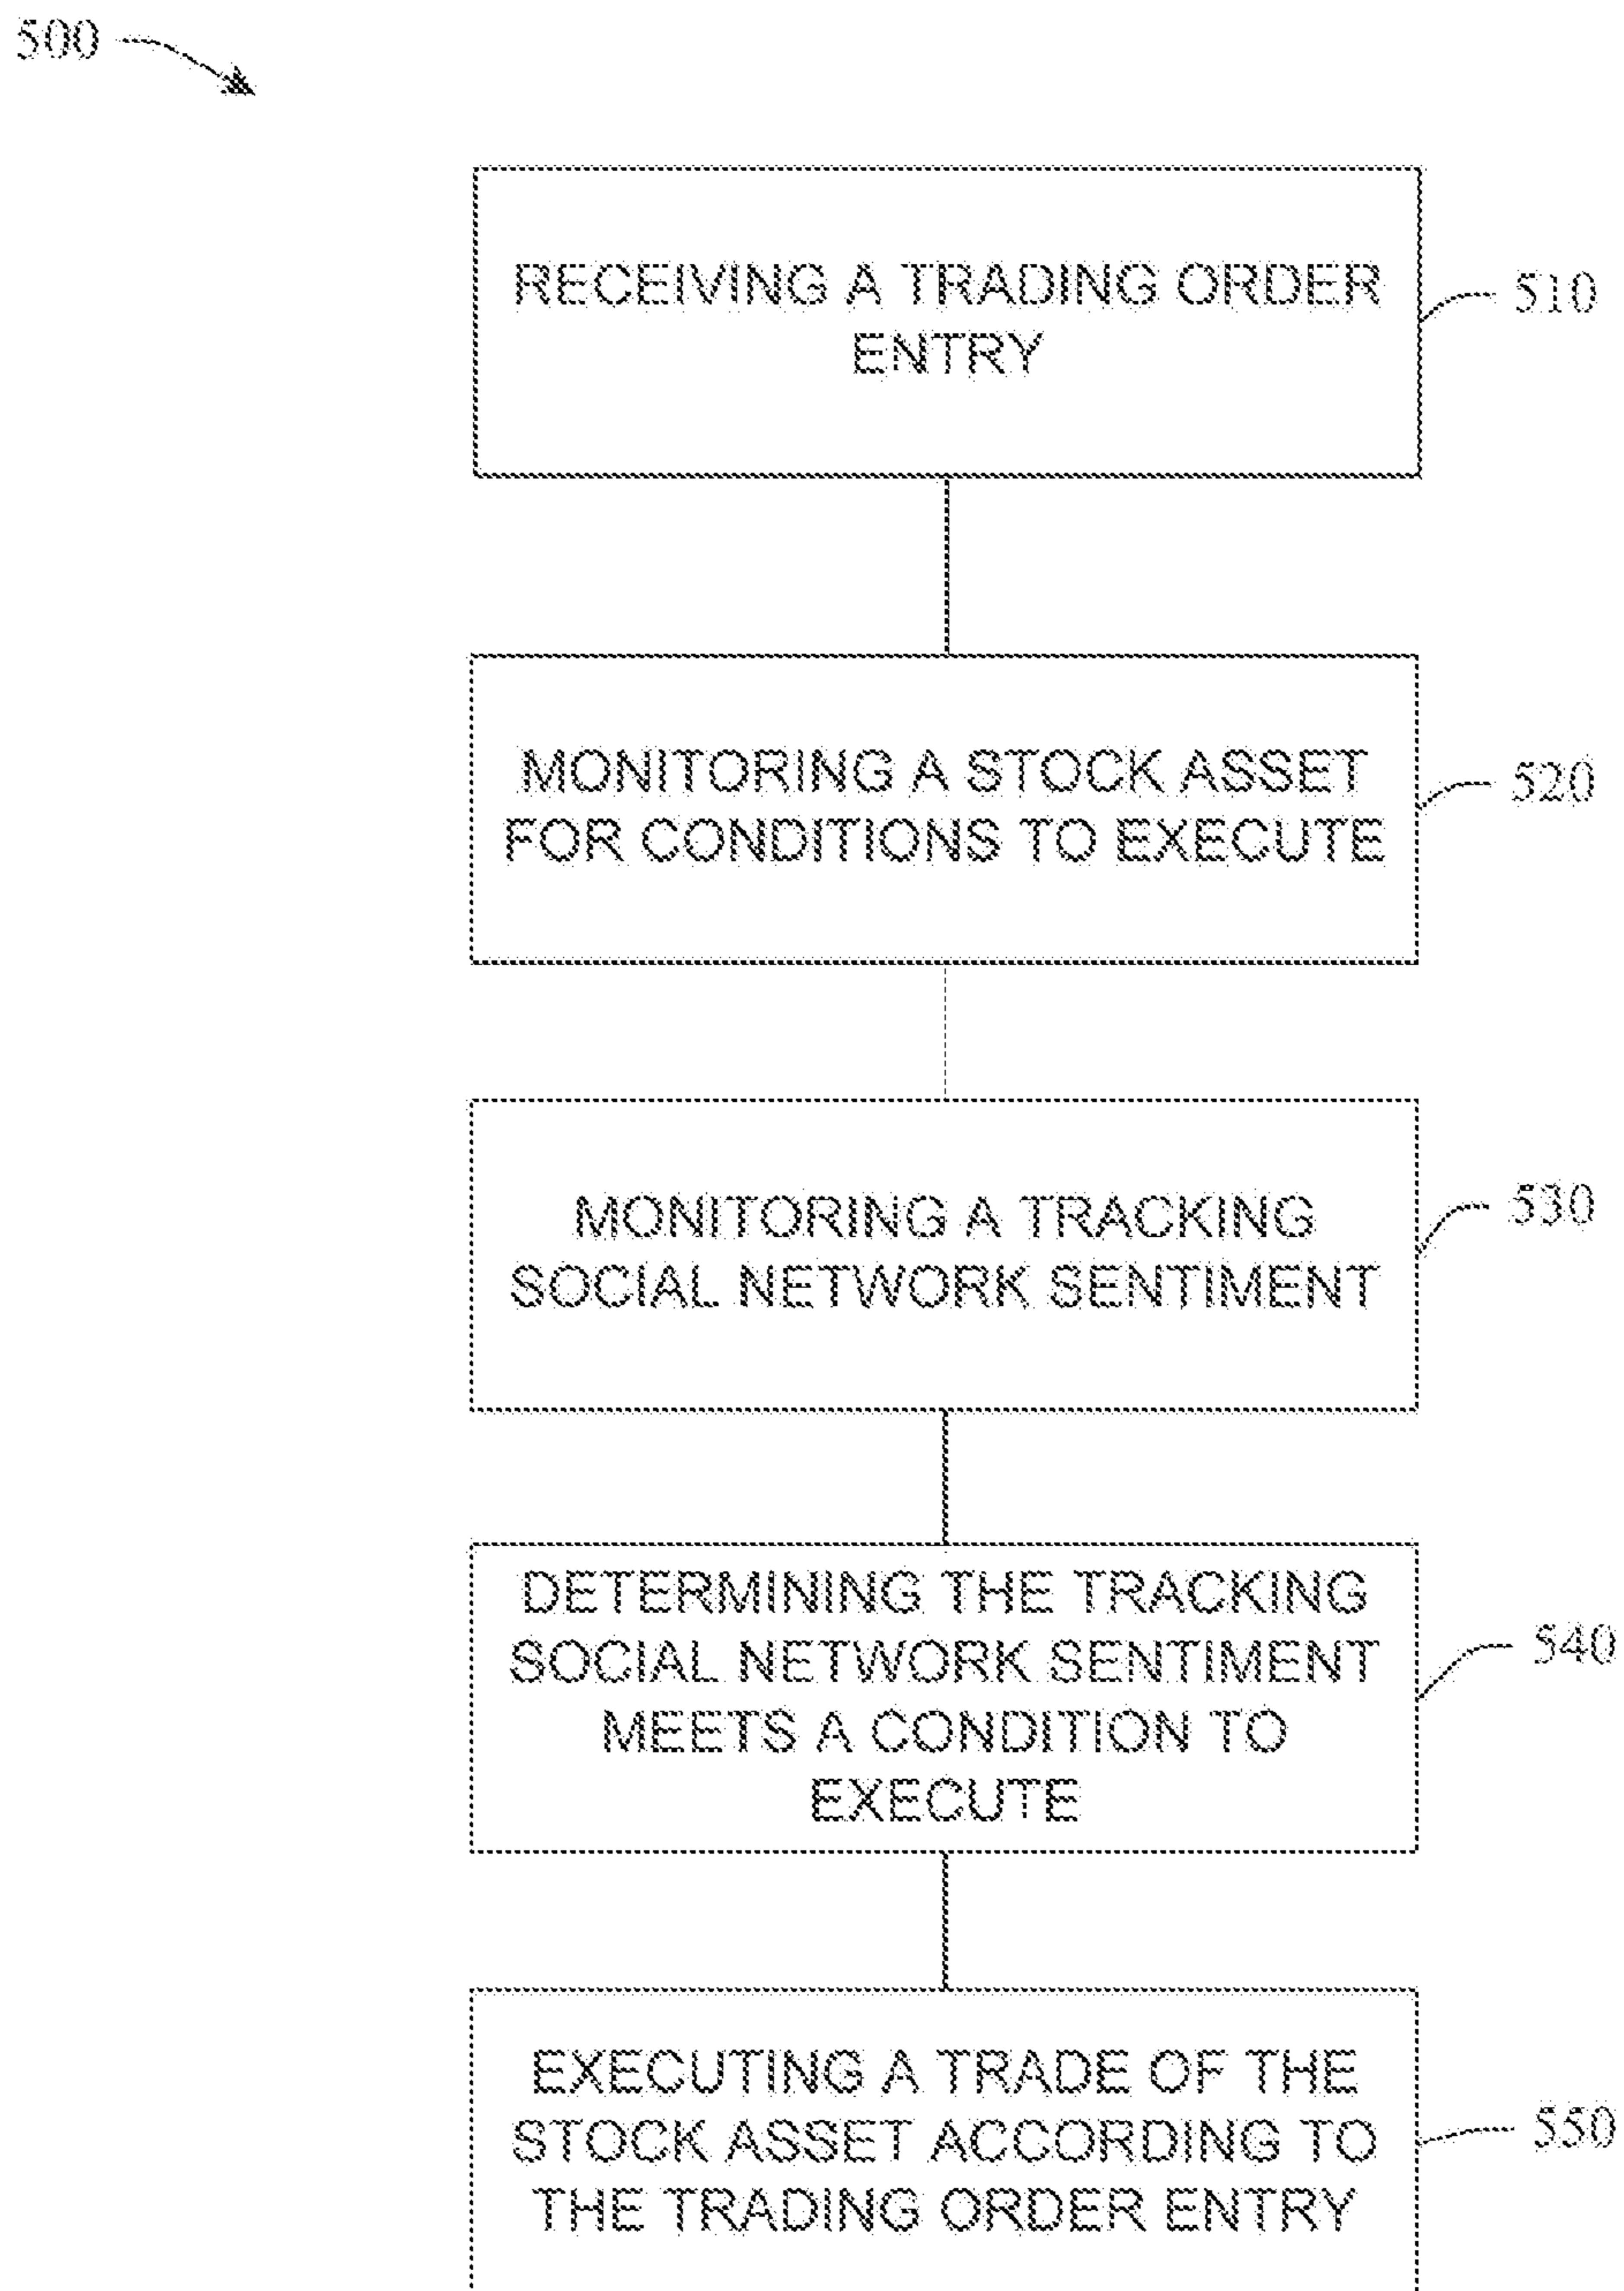 500
RECEIVING A TRADING ORDER
ENTRY
510
MONITORING A STOCK ASSET
FOR CONDITIONS TO EXECUTE
520
MONITORING A TRACKING
SOCIAL NETWORK SENTIMENT
530
DETERMINING THE TRACKING
SOCIAL NETWORK SENTIMENT
MEETS A CONDITION TO
EXECUTE
540
EXECUTING A TRADE OF THE
STOCK ASSET ACCORDING TO
THE TRADING ORDER ENTRY
550